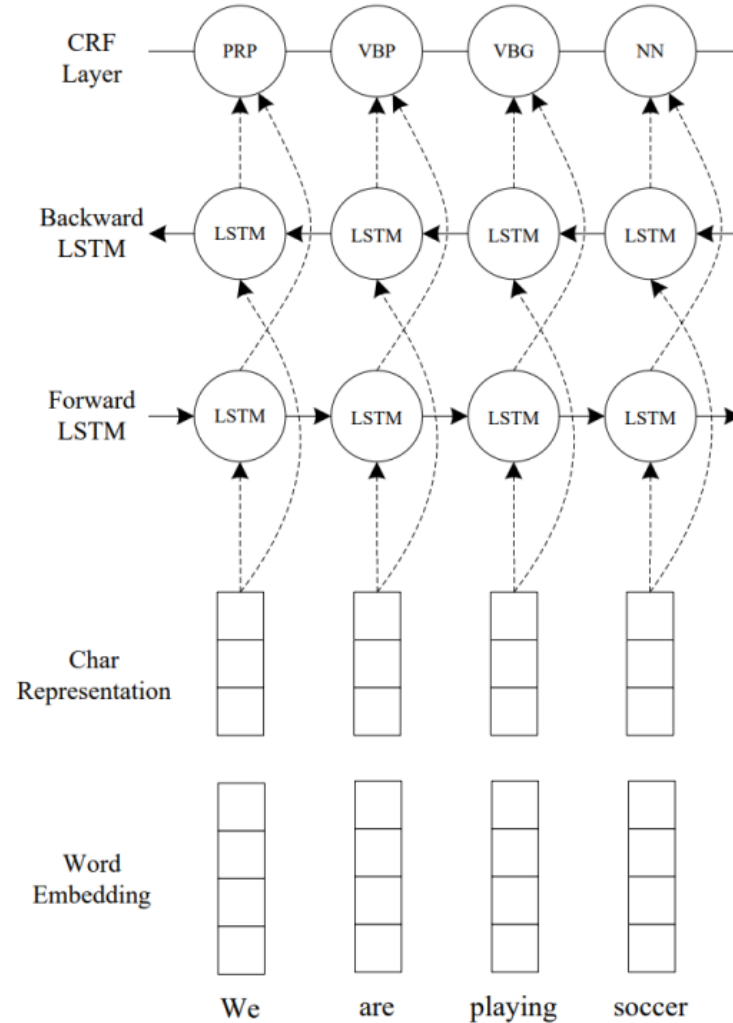 CRF
Layer
PRP
VBP
VBG
NN
Backward
LSTM
LSTM
LSTM
LSTM
LSTM
Forward
LSTM
LSTM
LSTM
LSTM
LSTM
Char
Representation
Word
Embedding
We are playing soccer